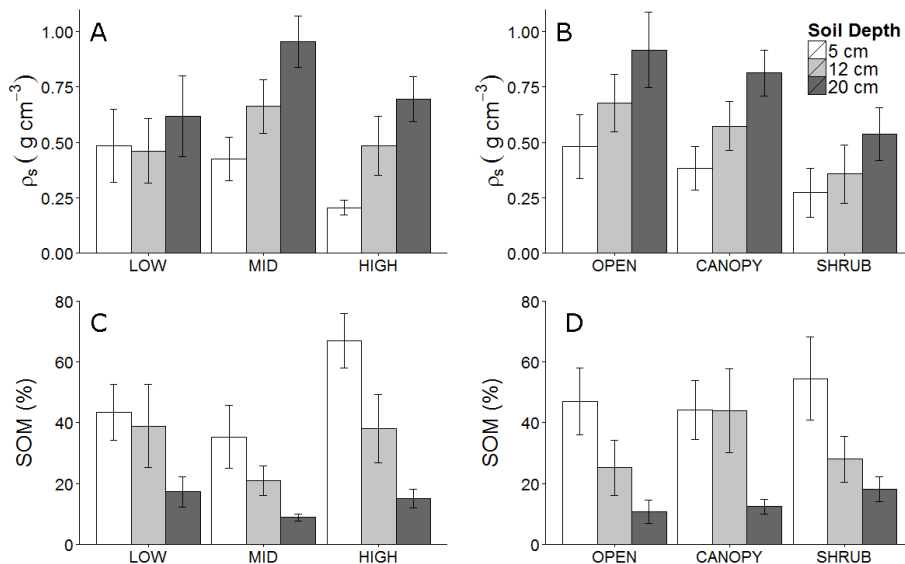 A
1.00
0.75
0.50
0.25
0.00
ρs ( g cm−3)
LOW MID HIGH
B
1.00
0.75
0.50
0.25
0.00
ρs ( g cm−3)
OPEN CANOPY SHRUB
Soil Depth
5 cm
12 cm
20 cm
C
80
60
40
20
0
SOM (%)
LOW MID HIGH
D
80
60
40
20
0
SOM (%)
OPEN CANOPY SHRUB